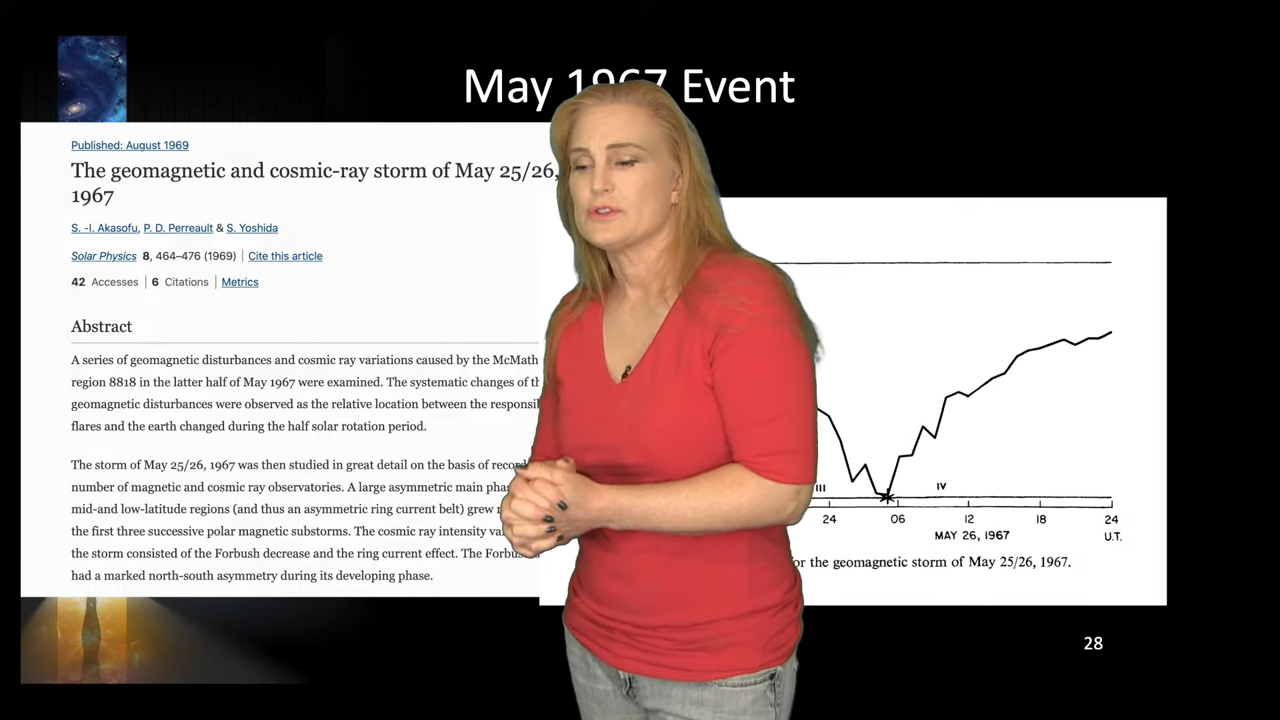 May 1967 Event
Published: August 1969
The geomagnetic and cosmic-ray storm of May 25/26,
1967
S. -I. Akasofu, P. D. Perreault & S. Yoshida
Solar Physics 8, 464–476 (1969) | Cite this article
42 Accesses | 6 Citations | Metrics
Abstract
A series of geomagnetic disturbances and cosmic ray variations caused by the McMath
region 8818 in the latter half of May 1967 were examined. The systematic changes of
geomagnetic disturbances were observed as the relative location between the
flares and the earth changed during the half solar rotation period.
The storm of May 25/26, 1967 was then studied in great detail on the basis of
number of magnetic and cosmic ray observatories. A large asymmetric main
mid- and low-latitude regions (and thus an asymmetric ring current belt) grew
the first three successive polar magnetic substorms. The cosmic ray intensity
the storm consisted of the Forbush decrease and the ring current effect. The
had a marked north-south asymmetry during its developing phase.
III
IV
24 06 12 18 24
MAY 26, 1967 U.T.
the geomagnetic storm of May 25/26, 1967.
28